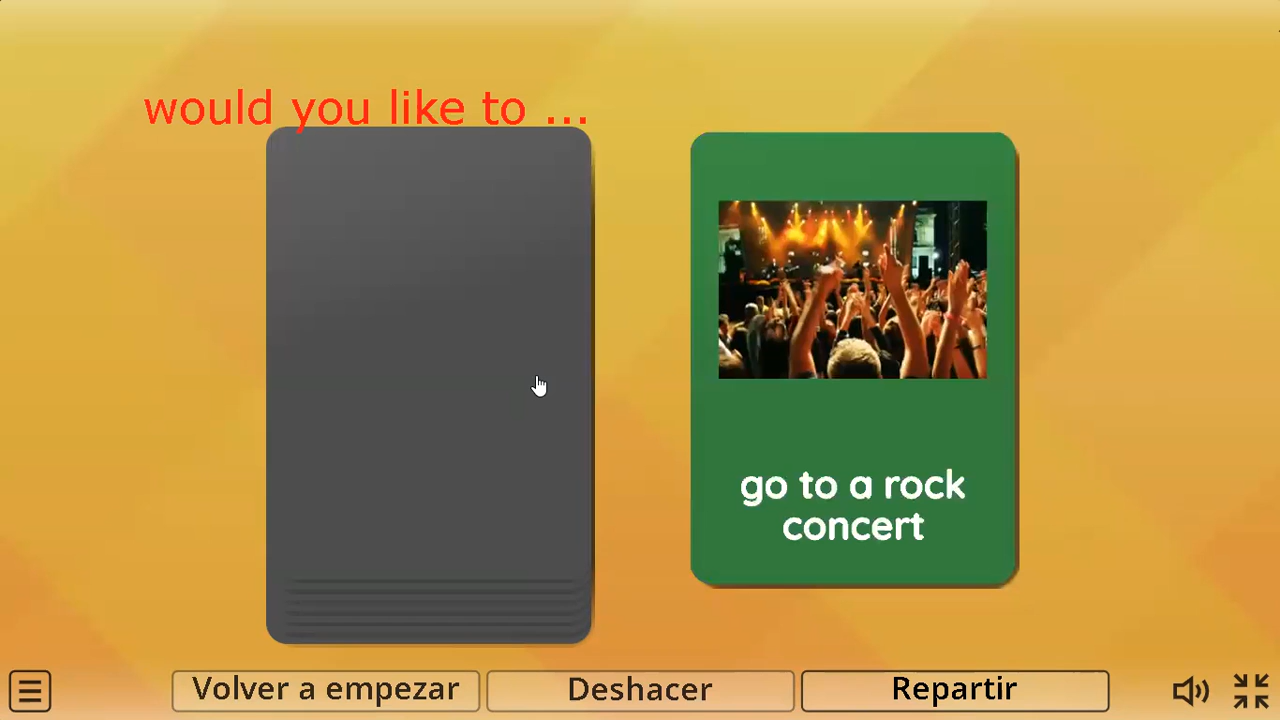 would you like to ...
go to a rock
concert
Volver a empezar
Deshacer
Repartir